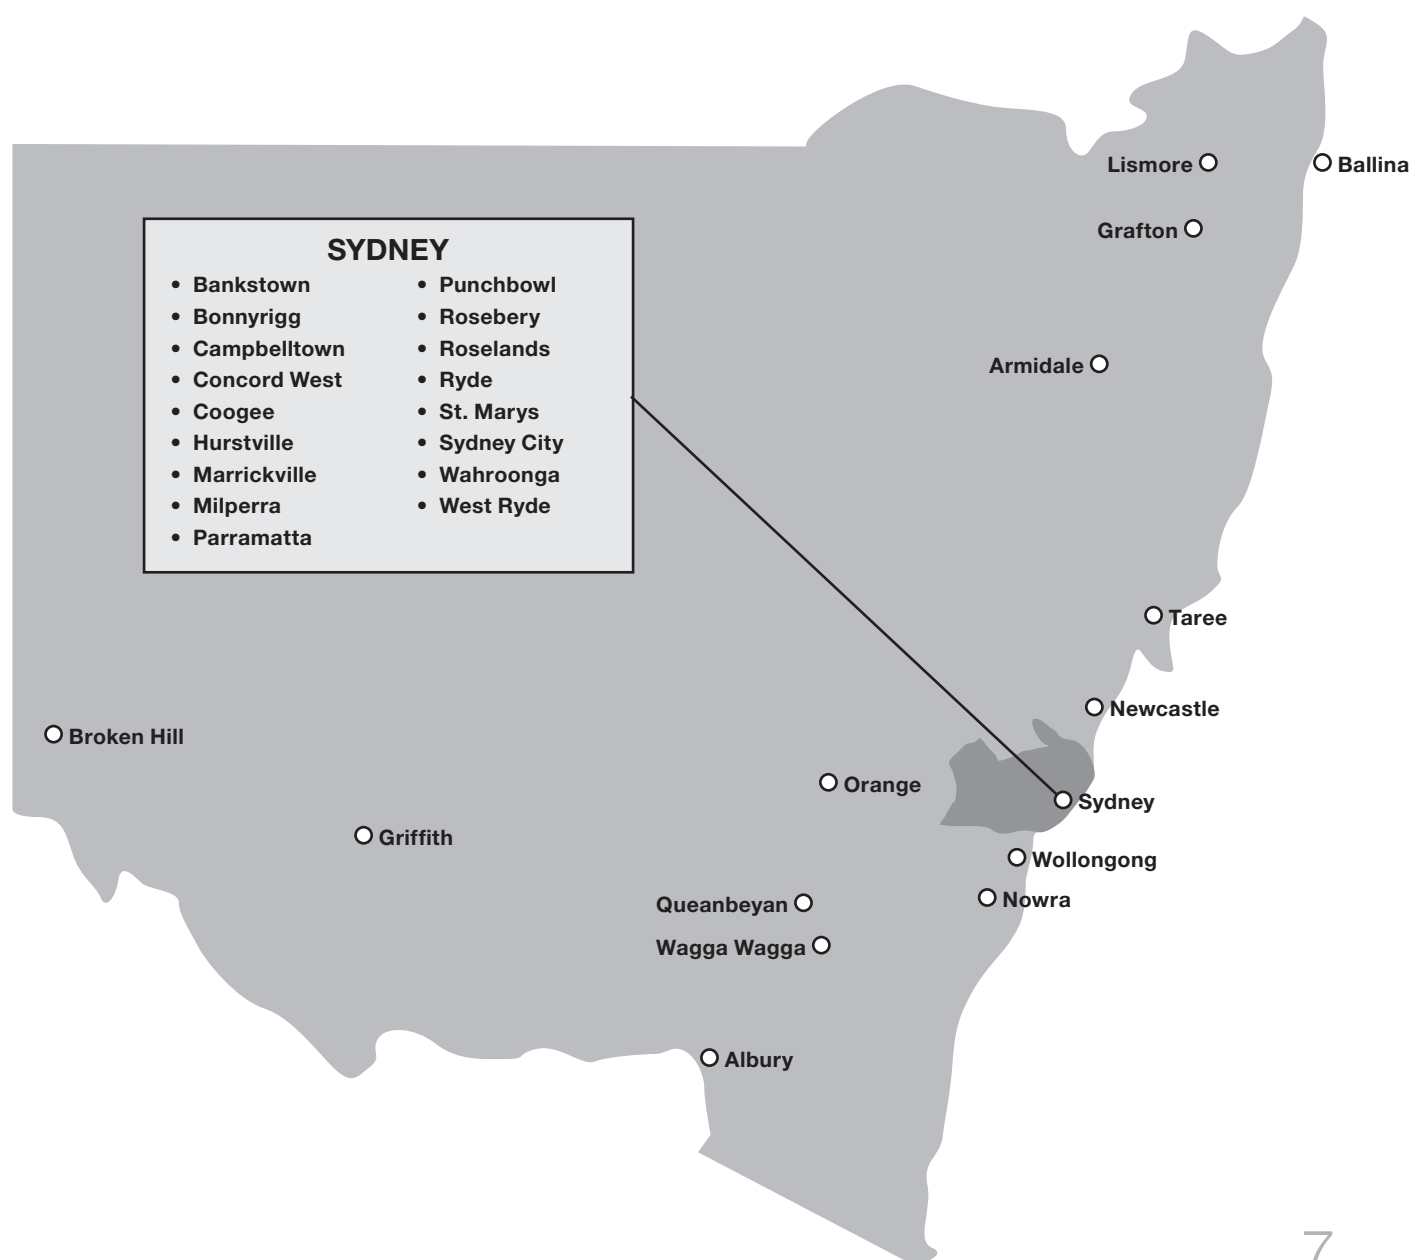 Lismore
Ballina
Grafton
SYDNEY
• Bankstown
• Bonnyrigg
• Campbelltown
• Concord West
• Coogee
• Hurstville
• Marrickville
• Milperra
• Parramatta
• Punchbowl
• Rosebery
• Roselands
• Ryde
• St. Marys
• Sydney City
• Wahroonga
• West Ryde
Armidale
Taree
Newcastle
Broken Hill
Orange
Sydney
Griffith
Wollongong
Queanbeyan
Nowra
Wagga Wagga
Albury
7